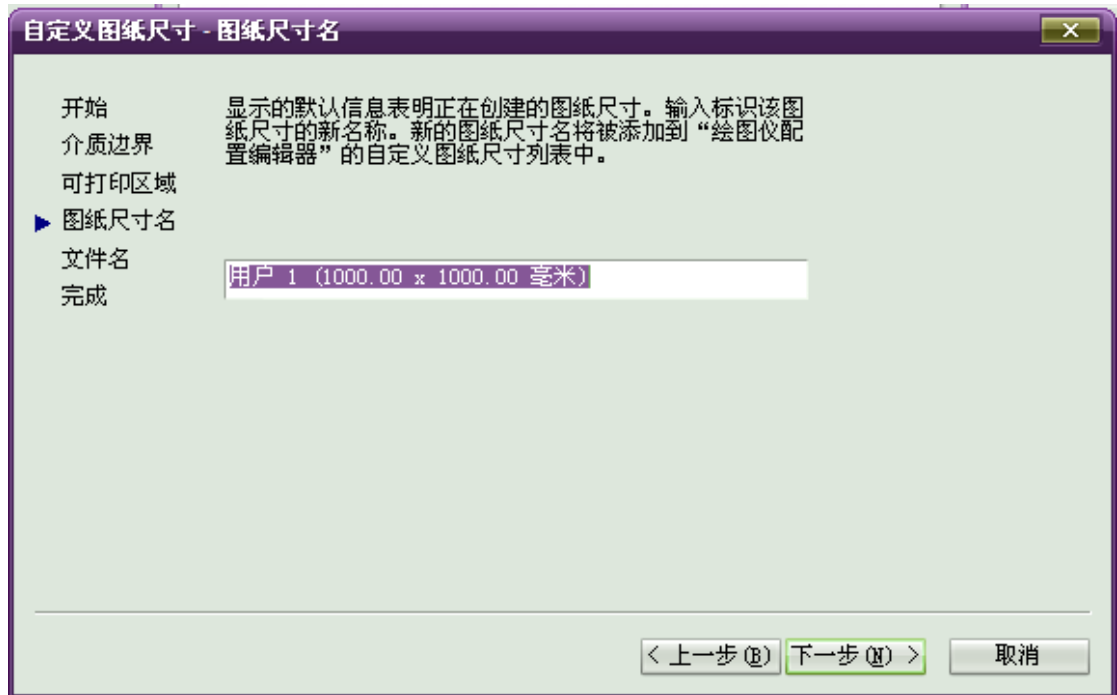 自定义图纸尺寸 - 图纸尺寸名
开始
介质边界
可打印区域
图纸尺寸名
文件名
完成
显示的默认信息表明正在创建的图纸尺寸。输入标识该图
纸尺寸的新名称。新的图纸尺寸名将被添加到“绘图仪配
置编辑器”的自定义图纸尺寸列表中。
用户 1 (1000.00 x 1000.00 毫米)
< 上一步(B)
下一步(N) >
取消